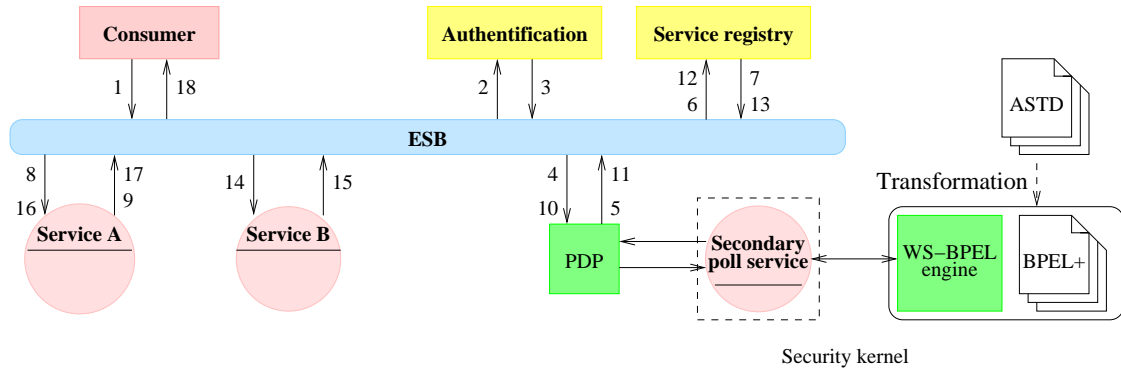 Consumer
Authentification
Service registry
1
18
2
3
12
7
6
13
ASTD
ESB
8
17
14
15
4
11
16
9
10
5
Transformation
Service A
Service B
PDP
Secondary
poll service
WS−BPEL
engine
BPEL+
Security kernel